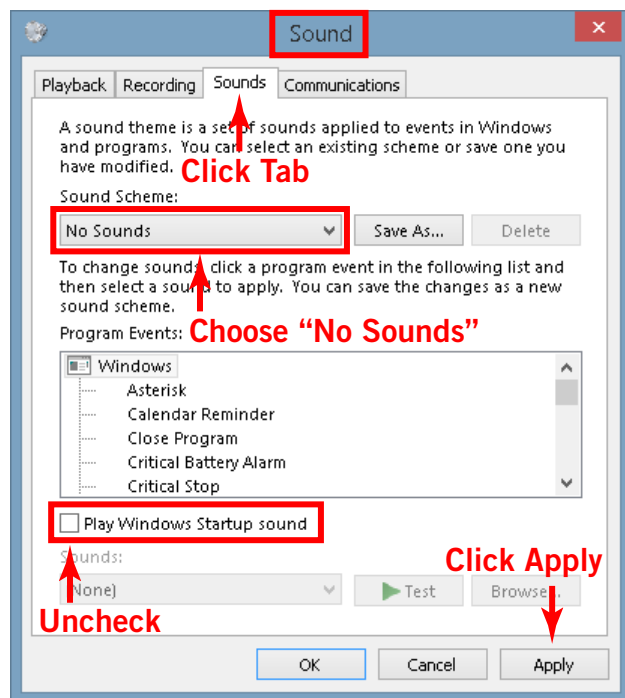 Sound
Playback Recording Sounds Communications
A sound theme is a set of sounds applied to events in Windows
and programs. You can select an existing scheme or save one you
have modified.
Click Tab
Sound Scheme:
No Sounds
Save As...
Delete
To change sounds, click a program event in the following list and
then select a sound to apply. You can save the changes as a new
sound scheme.
Choose “No Sounds”
Program Events:
Windows
Asterisk
Calendar Reminder
Close Program
Critical Battery Alarm
Critical Stop
Play Windows Startup sound
Sounds:
Click Apply
(None)
Test
Browse...
Uncheck
OK
Cancel
Apply